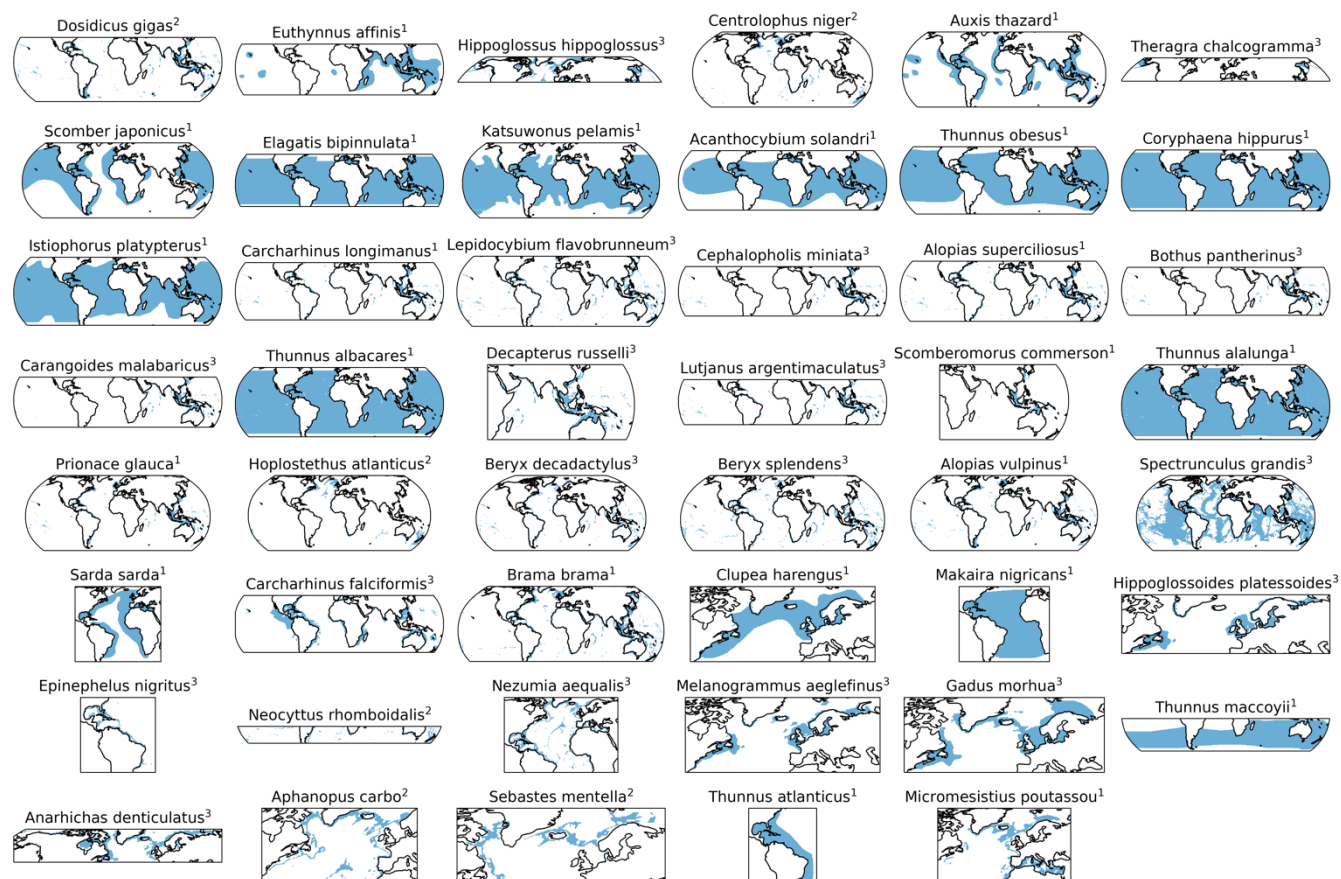 Dosidicus gigas²
Euthynnus affinis¹
Hippoglossus hippoglossus³
Centrolophus niger²
Auxis thazard¹
Theragra chalcogramma³
Scomber japonicus¹
Elagatis bipinnulata¹
Katsuwonus pelamis¹
Acanthocybium solandri¹
Thunnus obesus¹
Coryphaena hippurus¹
Istiophorus platypterus¹
Carcharhinus longimanus¹
Lepidocybium flavobrunneum³
Cephalopholis miniata³
Alopias superciliosus¹
Bothus pantherinus³
Carangoides malabaricus³
Thunnus albacares¹
Decapterus russelli³
Lutjanus argentimaculatus³
Scomberomorus commerson¹
Thunnus alalunga¹
Prionace glauca¹
Hoplostethus atlanticus²
Beryx decadactylus³
Beryx splendens³
Alopias vulpinus¹
Spectrunculus grandis³
Sarda sarda¹
Carcharhinus falciformis³
Brama brama¹
Clupea harengus¹
Makaira nigricans¹
Hippoglossoides platessoides³
Epinephelus nigritus³
Neocyttus rhomboidalis²
Nezumia aequalis³
Melanogrammus aeglefinus³
Gadus morhua³
Thunnus maccoyii¹
Anarhichas denticulatus³
Aphanopus carbo²
Sebastes mentella²
Thunnus atlanticus¹
Micromesistius poutassou¹